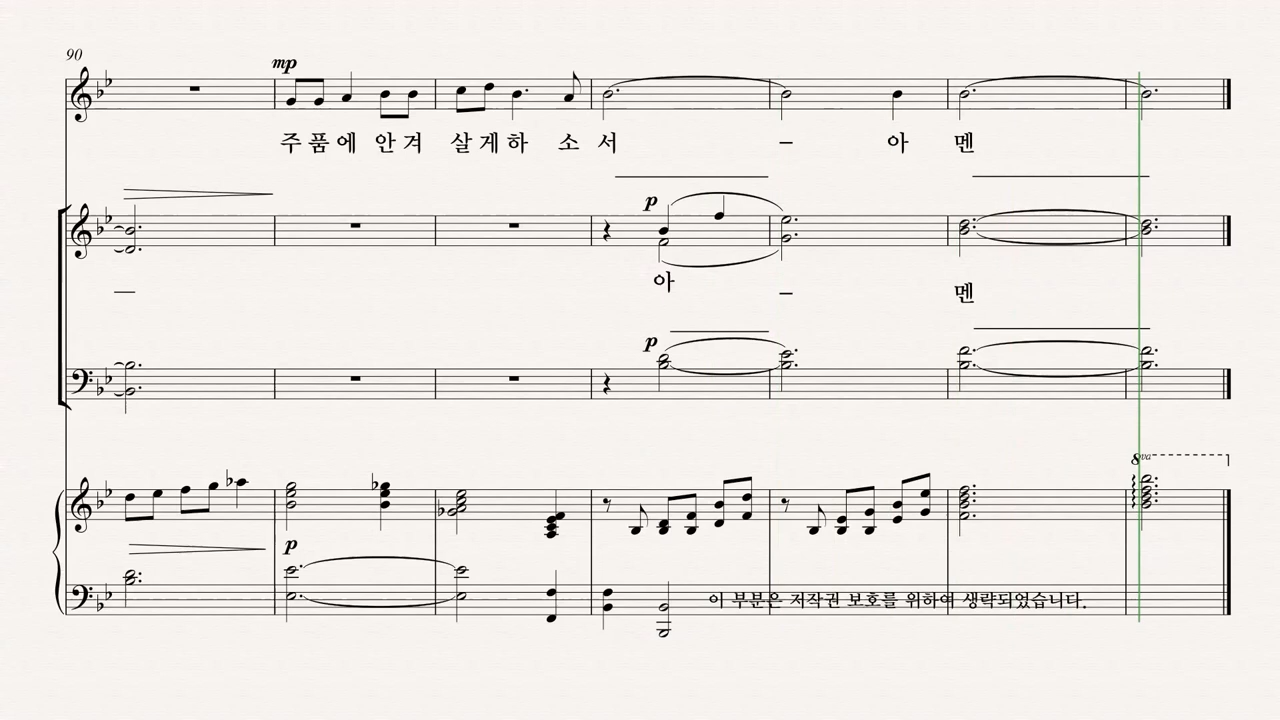 90
mp
주 품 에 안 겨 살 게 하 소 서 – 아 멘
p
아 – 멘
p
8va
p
이 부분은 저작권 보호를 위하여 생략되었습니다.